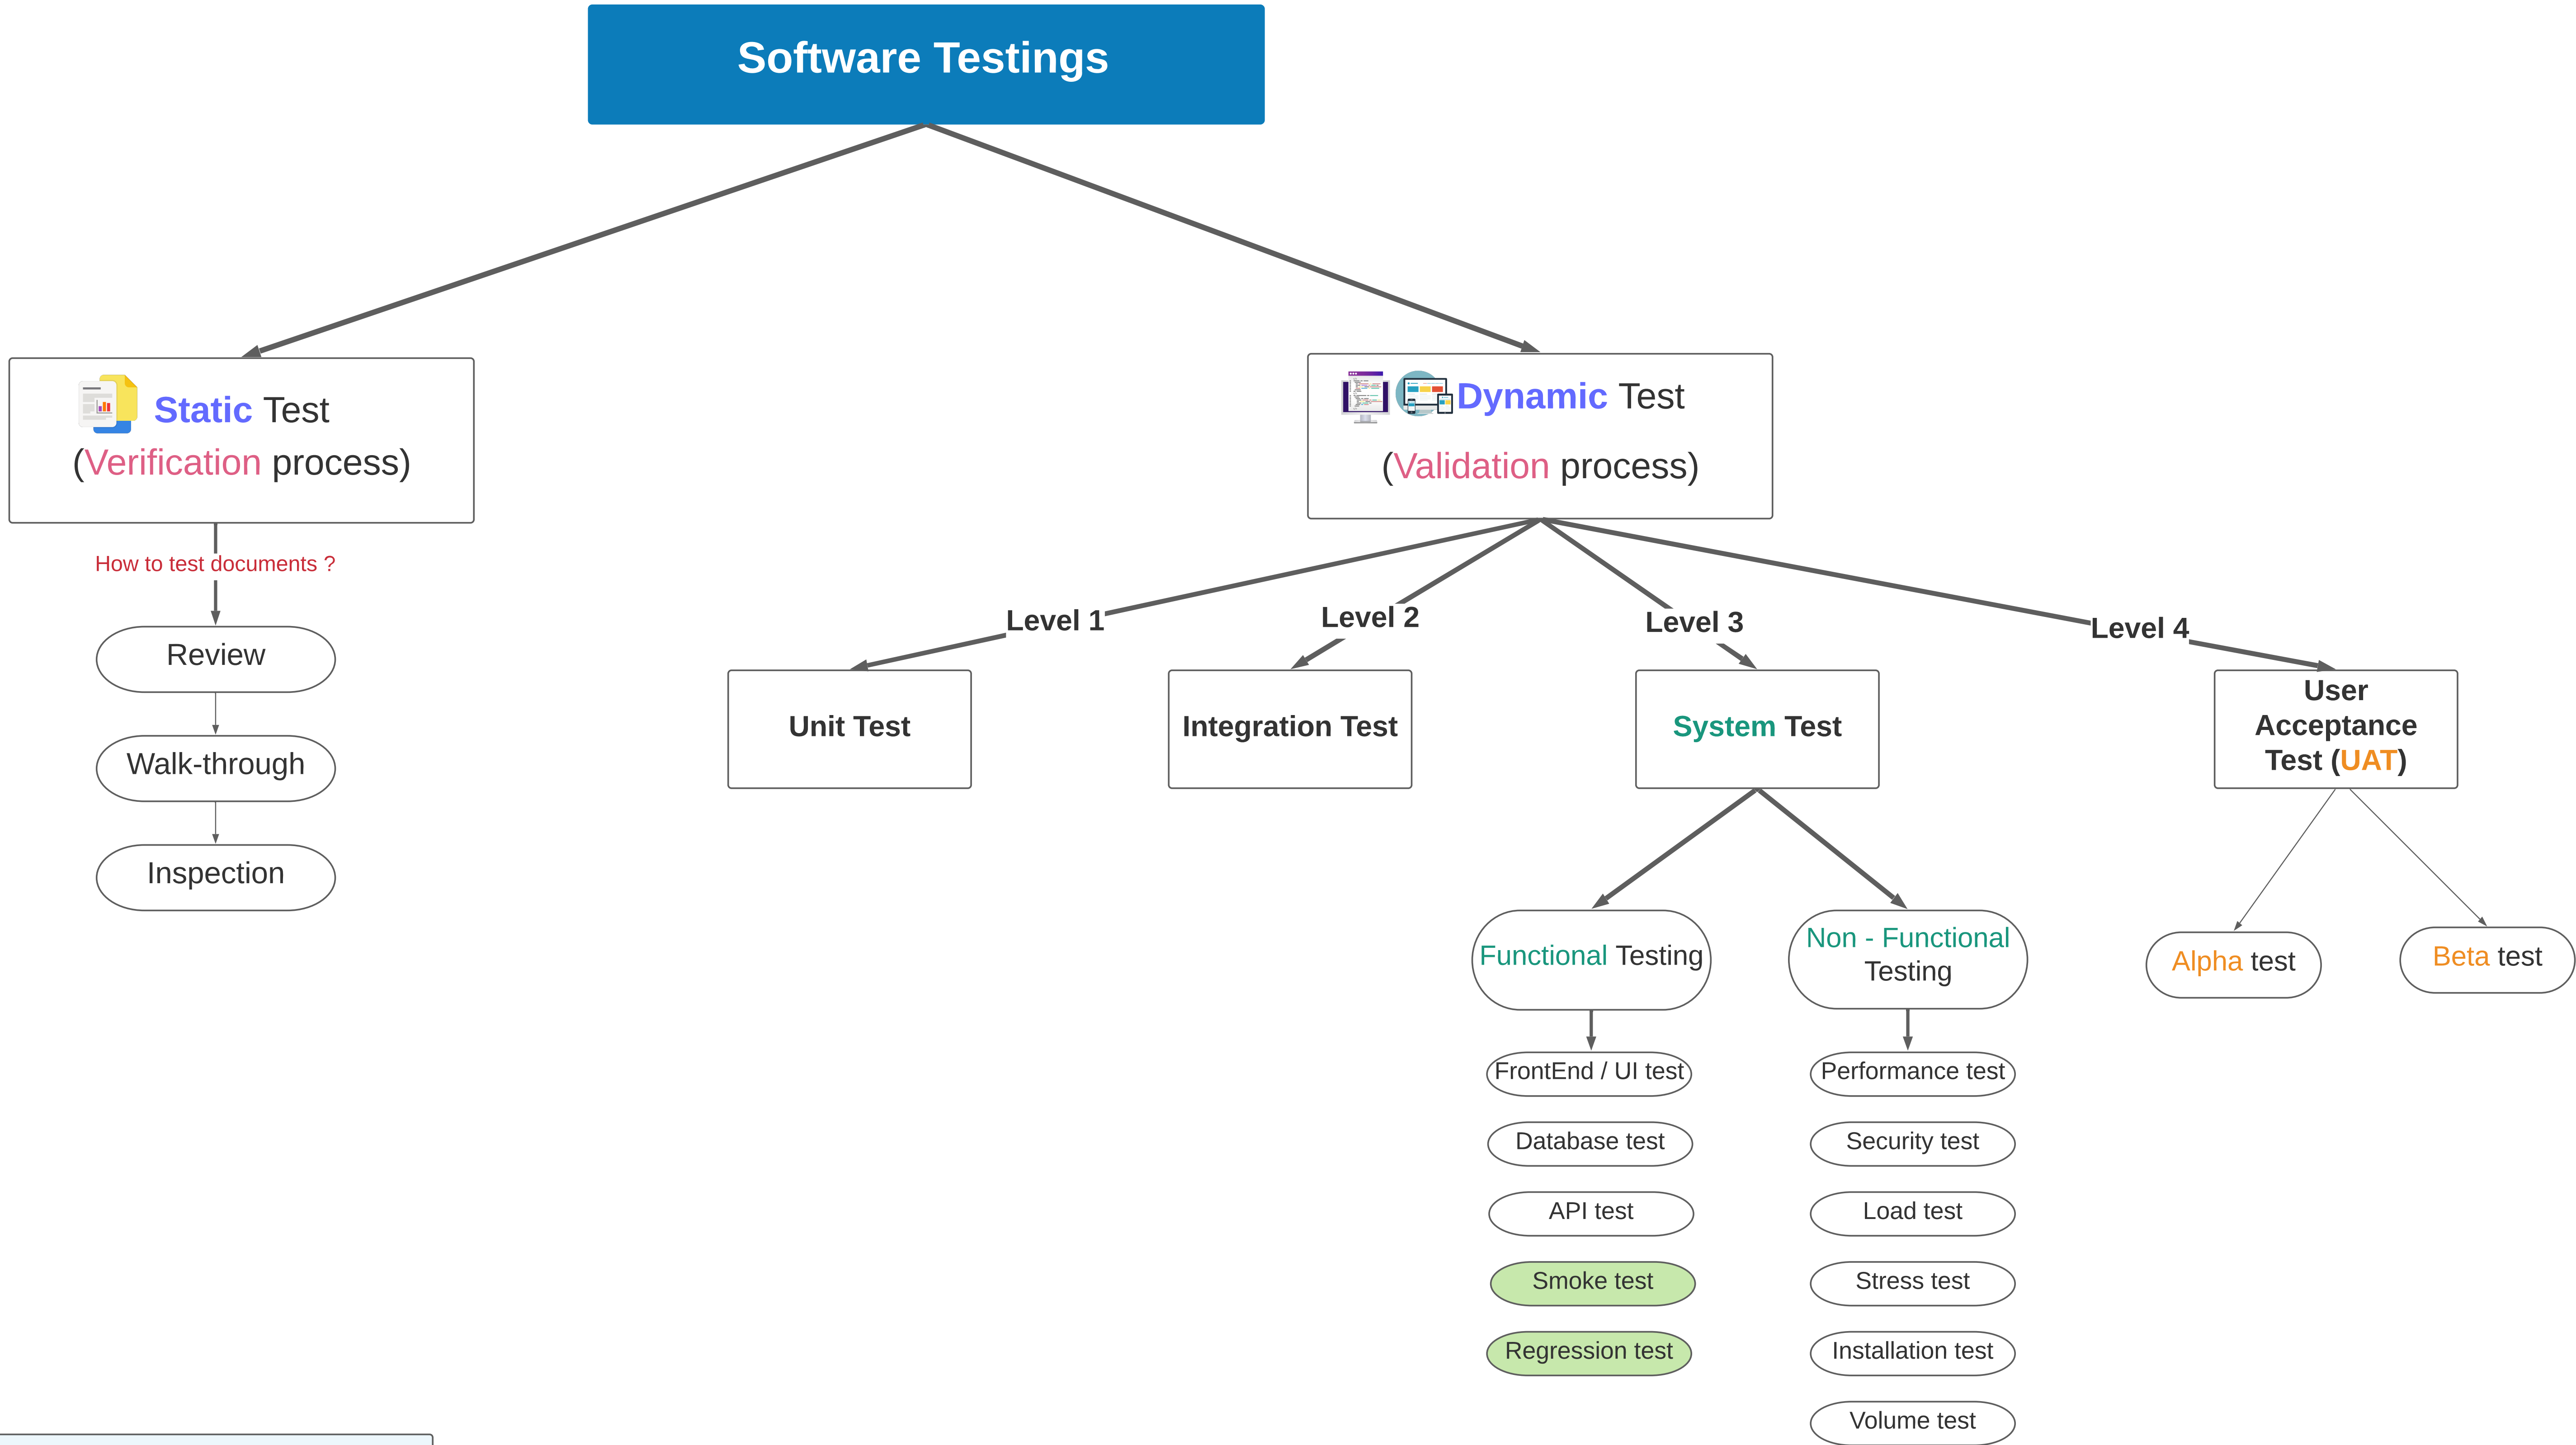 Software Testings
Static Test
(Verification process)
Dynamic Test
(Validation process)
How to test documents ?
Review
Walk-through
Inspection
Level 1
Level 2
Level 3
Level 4
Unit Test
Integration Test
System Test
User
Acceptance
Test (UAT)
Functional Testing
Non - Functional
Testing
Alpha test
Beta test
FrontEnd / UI test
Database test
API test
Smoke test
Regression test
Performance test
Security test
Load test
Stress test
Installation test
Volume test